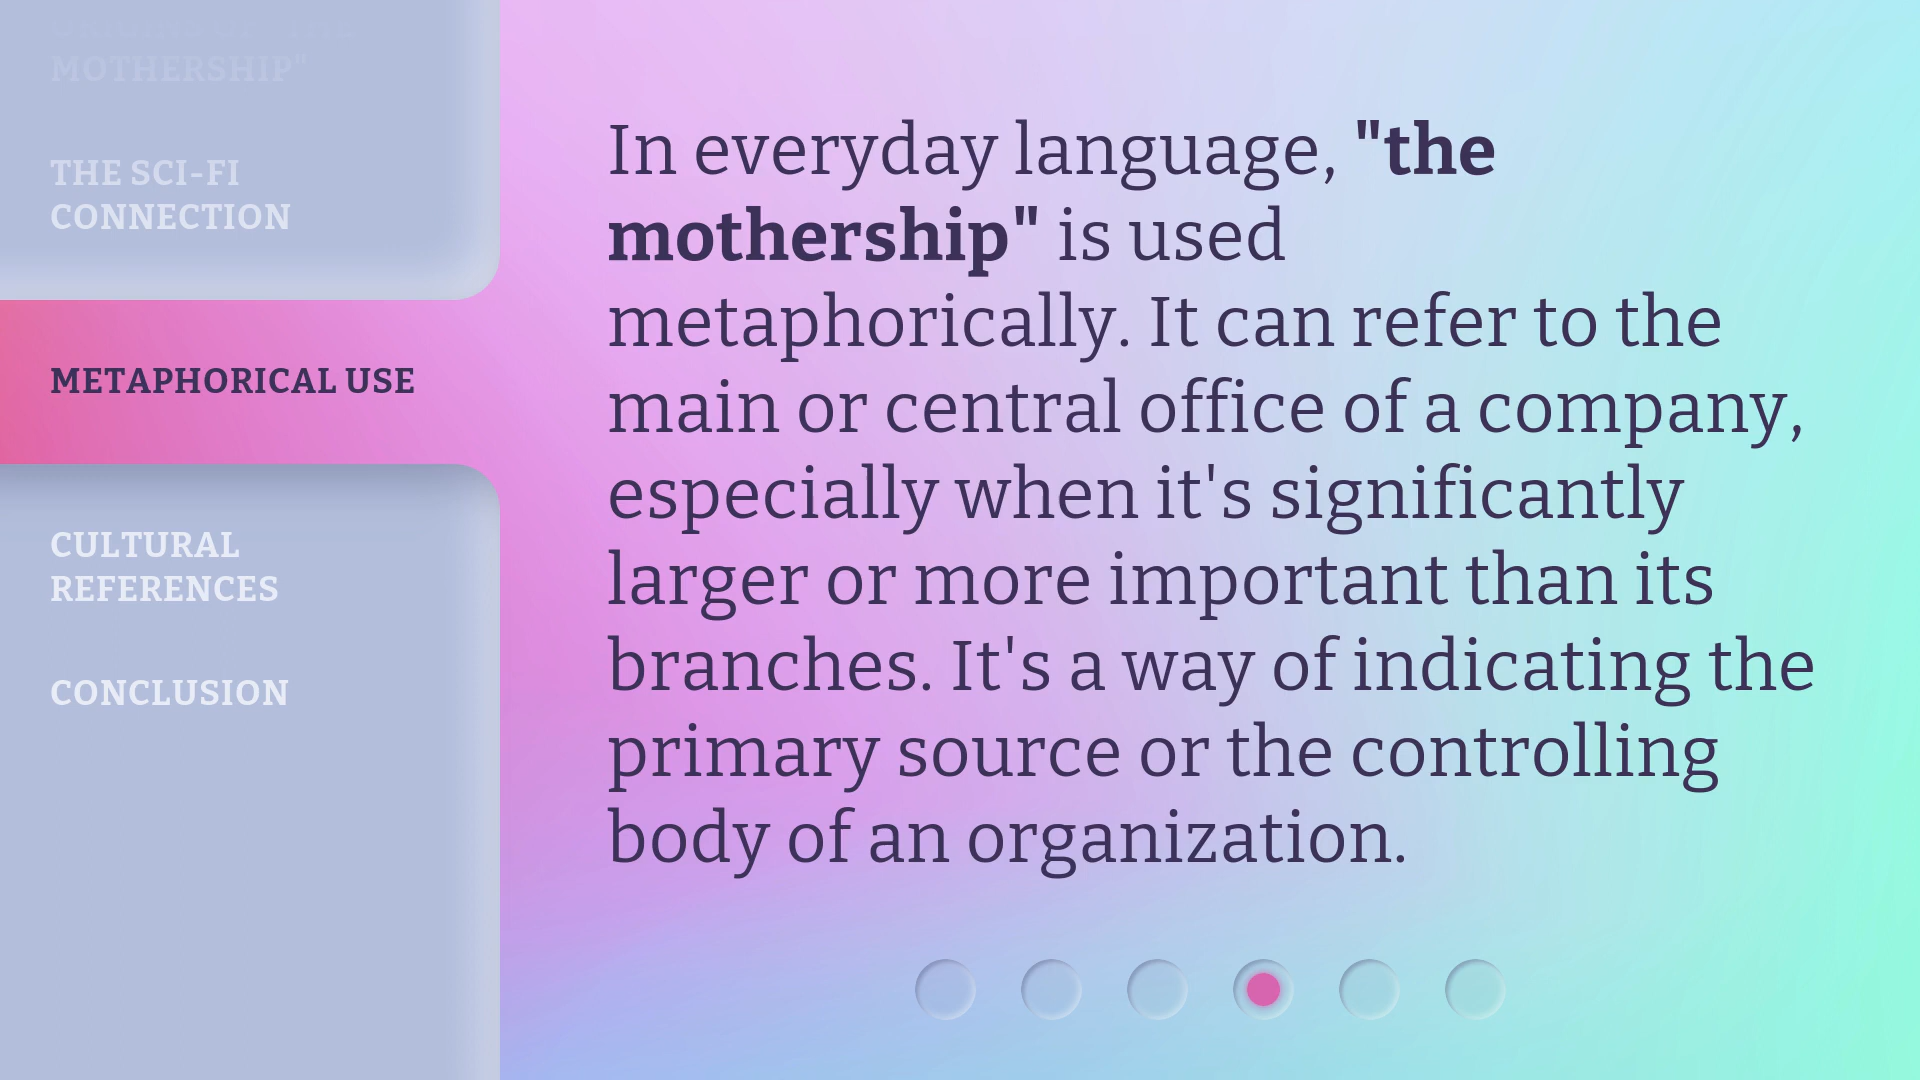 MOTHERSHIP"
THE SCI-FI
CONNECTION
METAPHORICAL USE
CULTURAL
REFERENCES
CONCLUSION
In everyday language, "the
mothership" is used
metaphorically. It can refer to the
main or central office of a company,
especially when it's significantly
larger or more important than its
branches. It's a way of indicating the
primary source or the controlling
body of an organization.